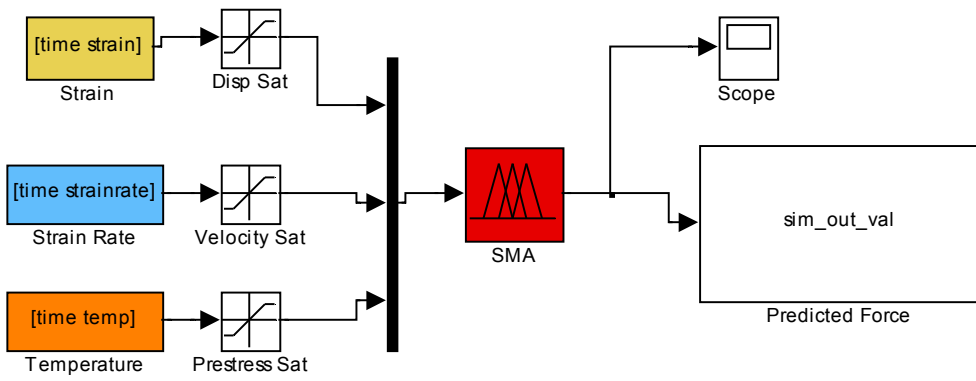 [time strain]
Strain
Disp Sat
Scope
[time strainrate]
Strain Rate
Velocity Sat
SMA
sim_out_val
Predicted Force
[time temp]
Temperature
Prestress Sat